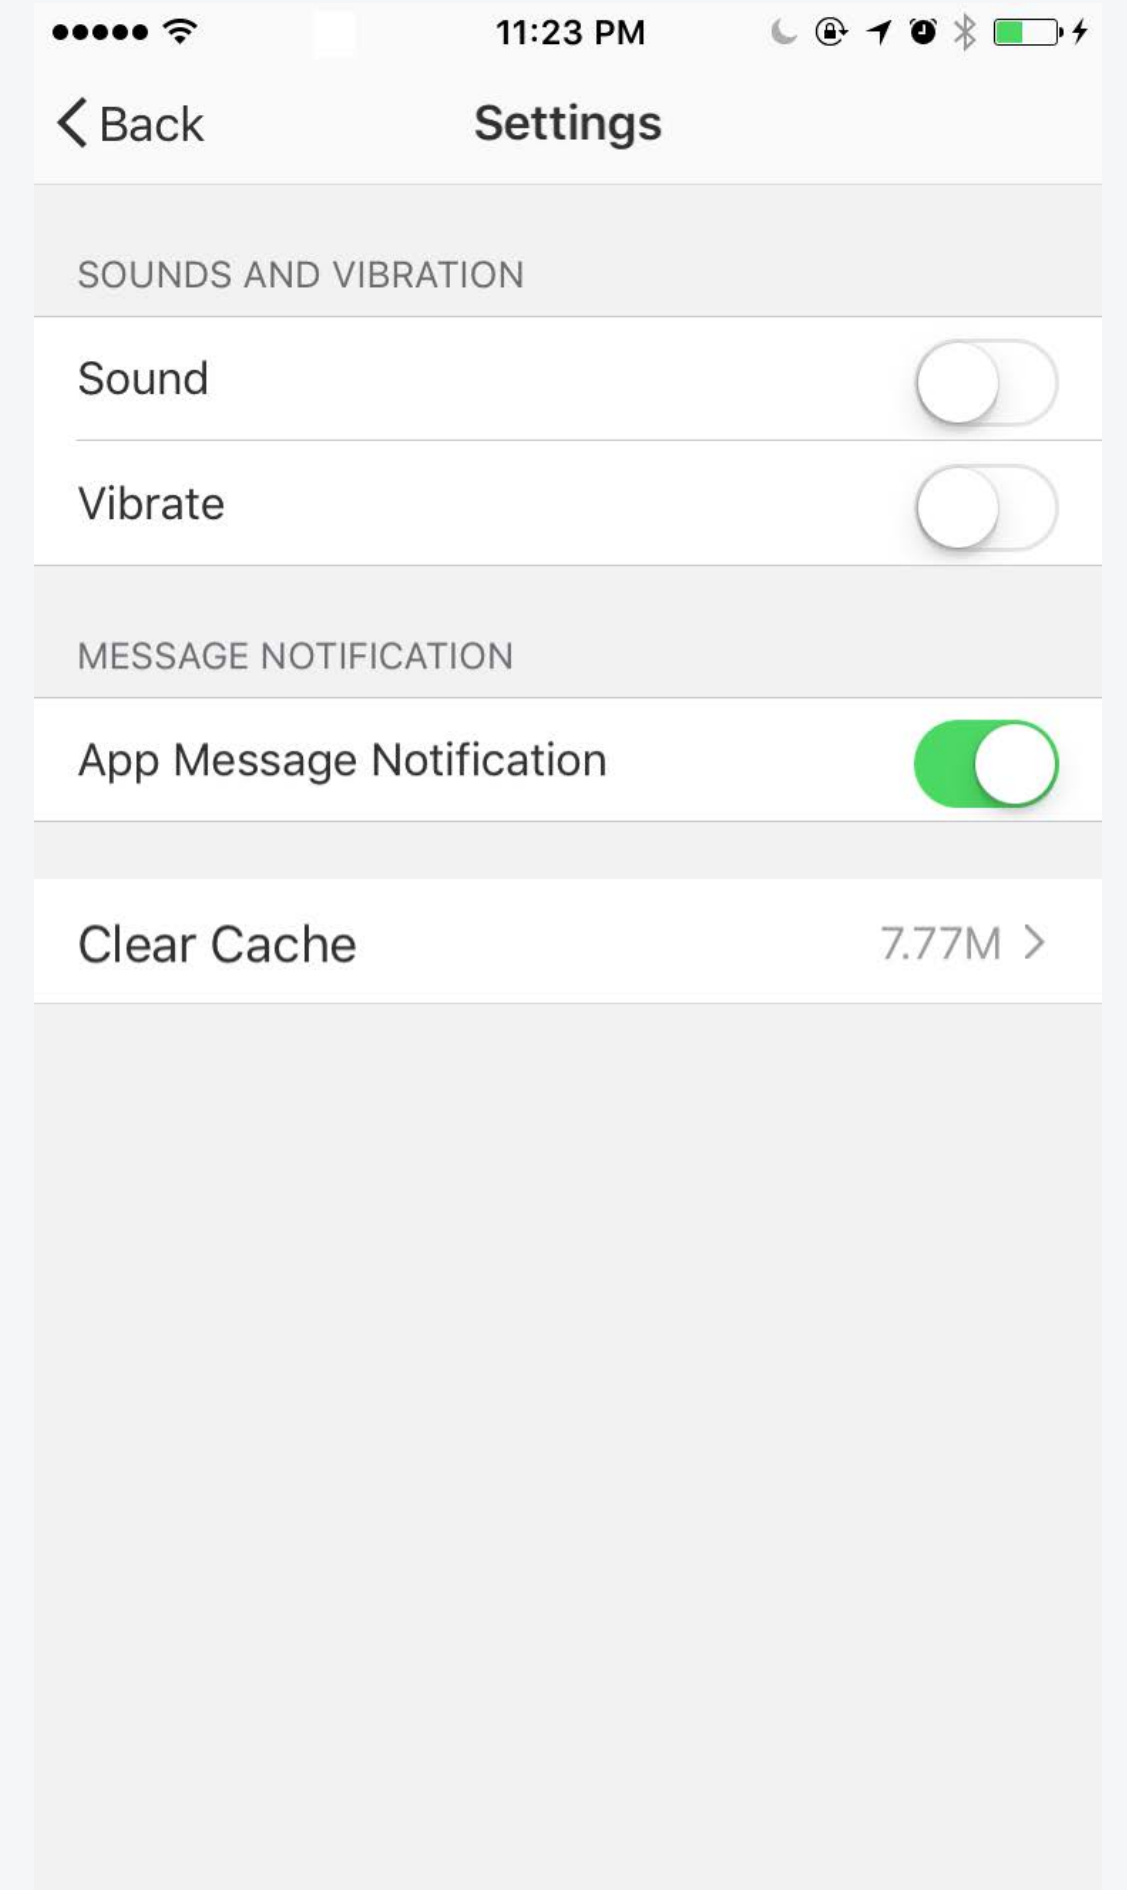 11:23 PM
Back
Settings
SOUNDS AND VIBRATION
Sound
Vibrate
MESSAGE NOTIFICATION
App Message Notification
Clear Cache 7.77M